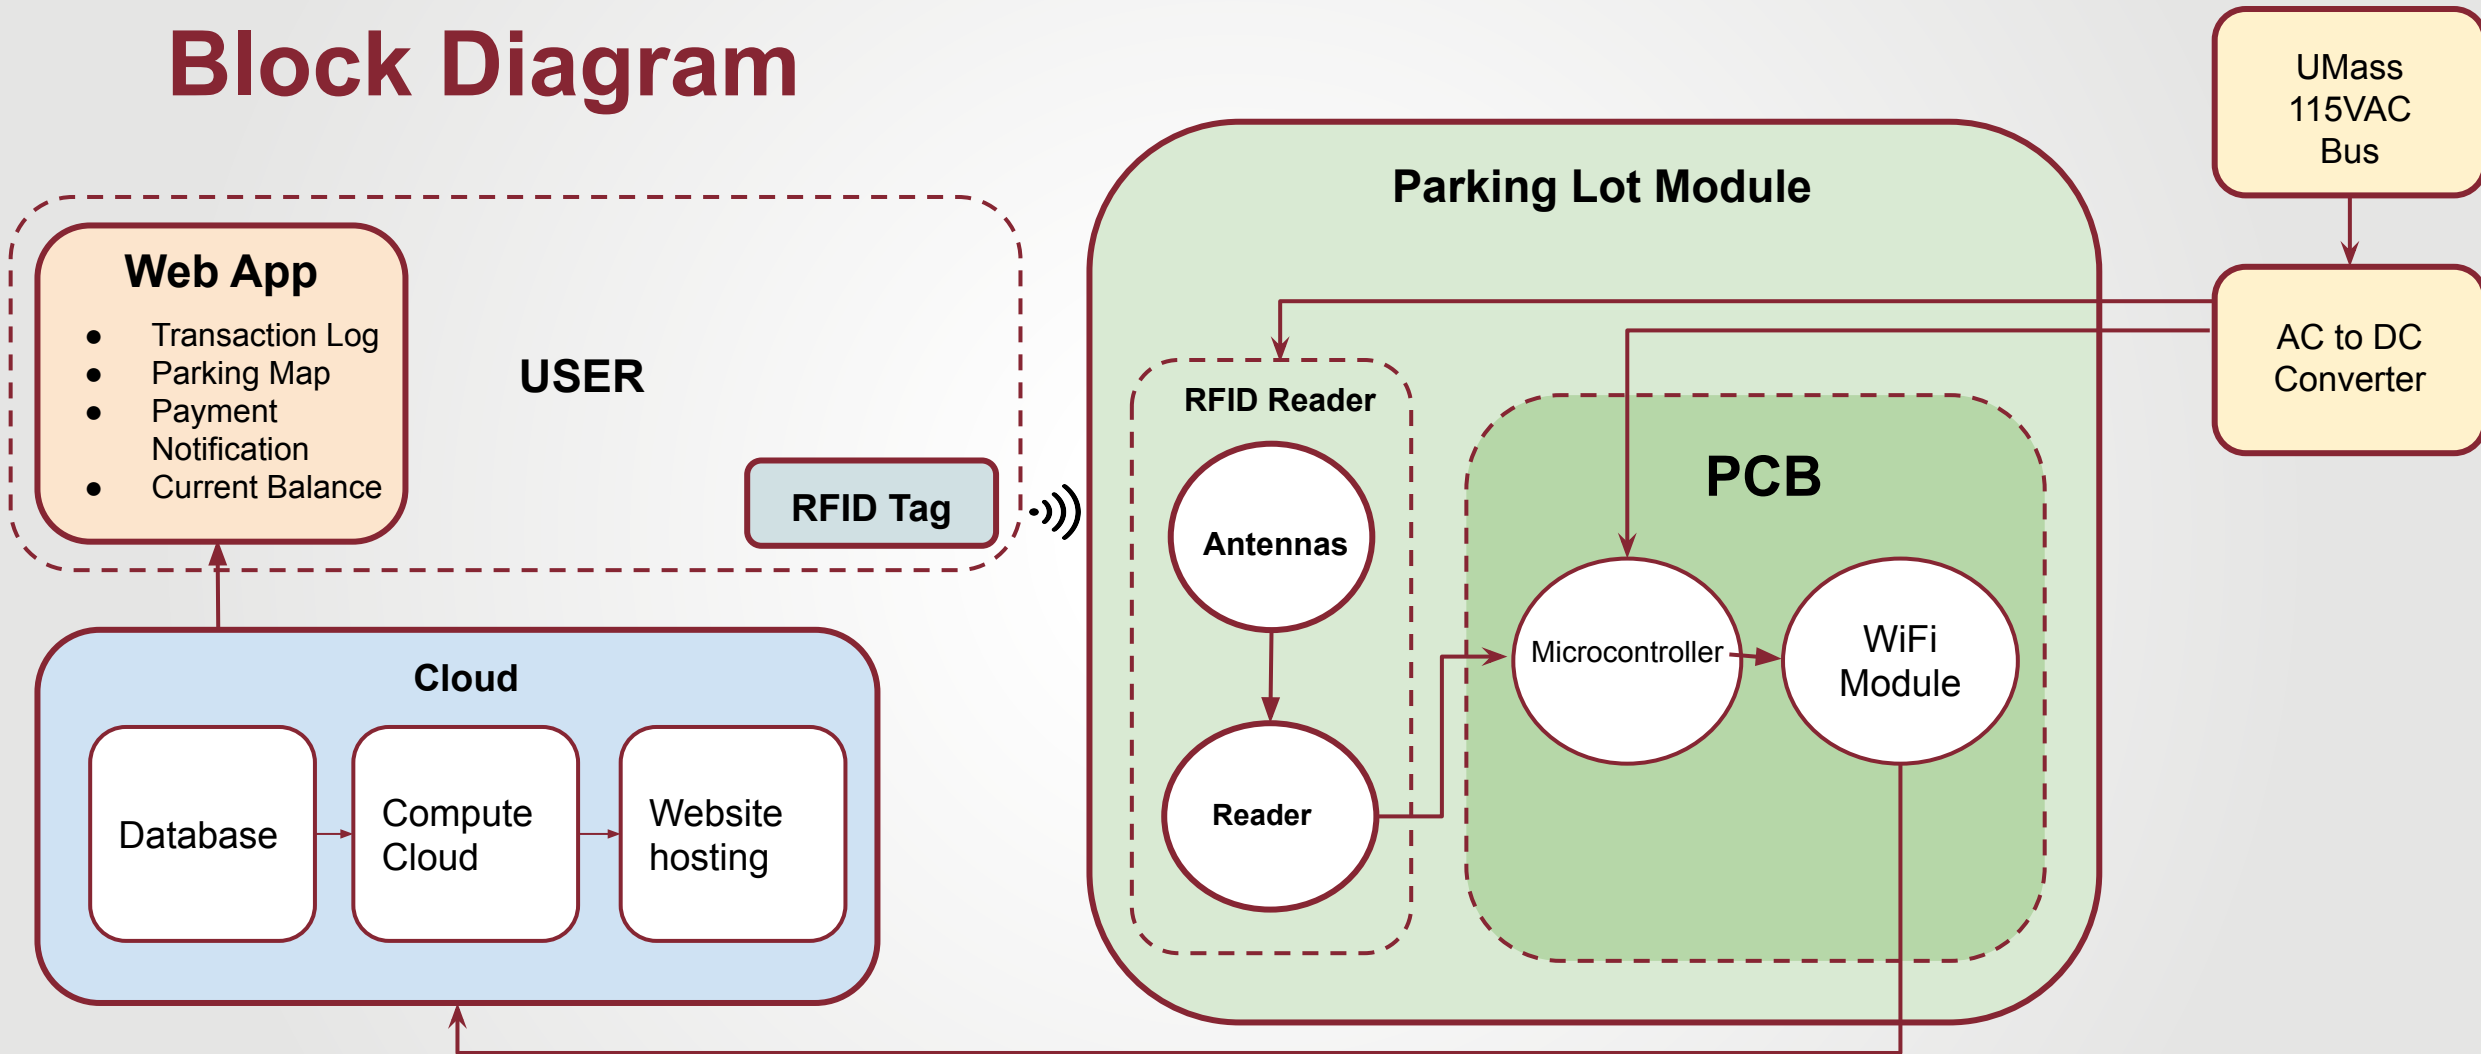 Block Diagram
UMass
115VAC
Bus
Parking Lot Module
Web App
● Transaction Log
● Parking Map
● Payment
Notification
● Current Balance
USER
RFID Tag
AC to DC
Converter
RFID Reader
Antennas
Reader
PCB
Microcontroller
WiFi
Module
Cloud
Database
Compute
Cloud
Website
hosting